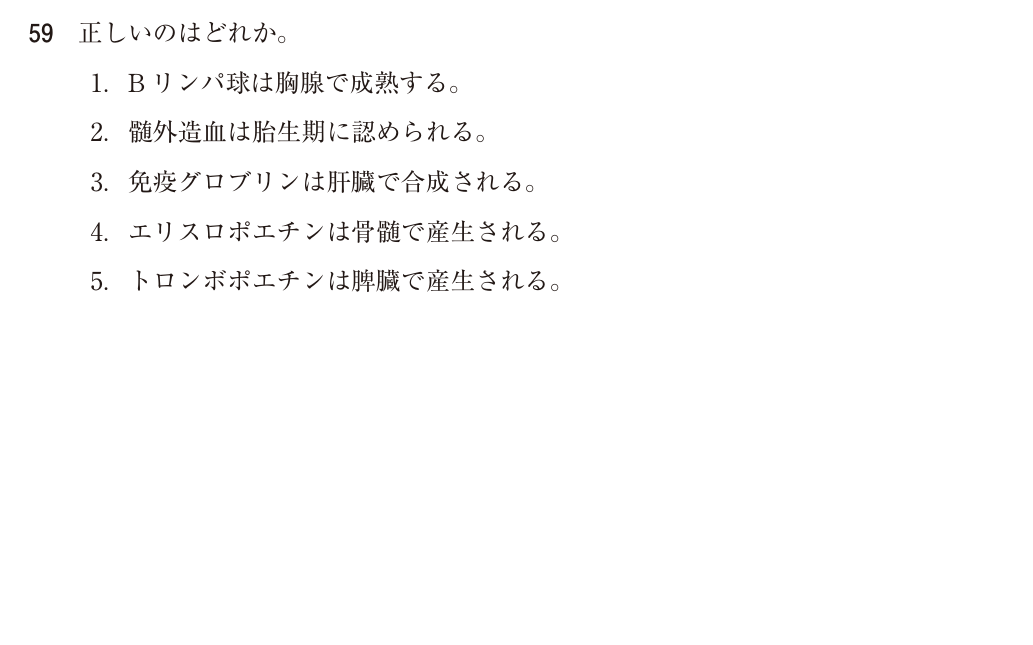 59 正しいのはどれか。
1. B リンパ球は胸腺で成熟する。
2. 髄外造血は胎生期に認められる。
3. 免疫グロブリンは肝臓で合成される。
4. エリスロポエチンは骨髄で産生される。
5. トロンボポエチンは脾臓で産生される。